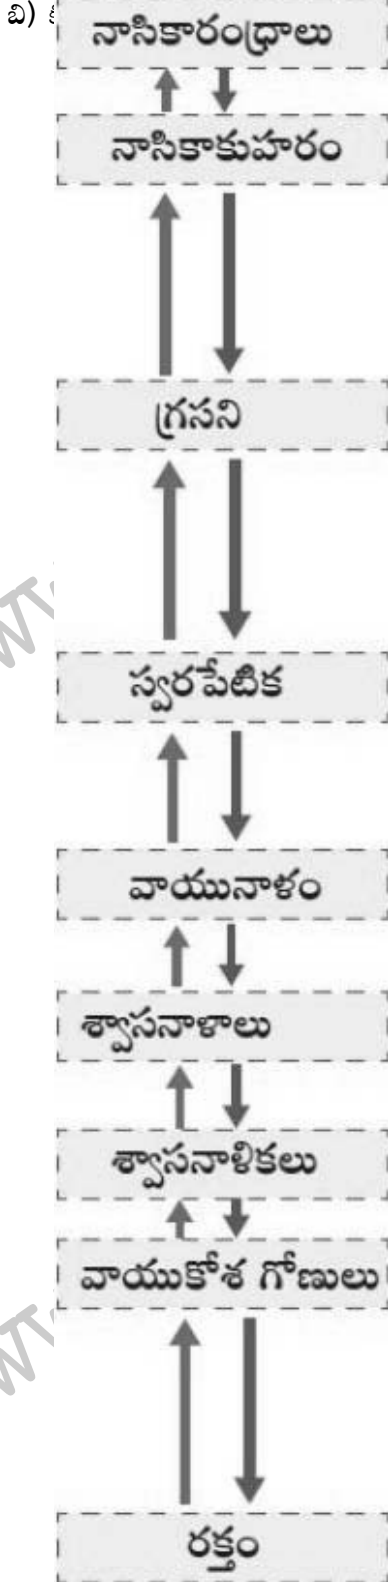 బి)
నాసికారంధ్రాలు
నాసికాకుహరం
గ్రసని
స్వరపేటిక
వాయునాళం
శ్వాసనాళాలు
శ్వాసనాళికలు
వాయుకోశ గోణులు
రక్తం